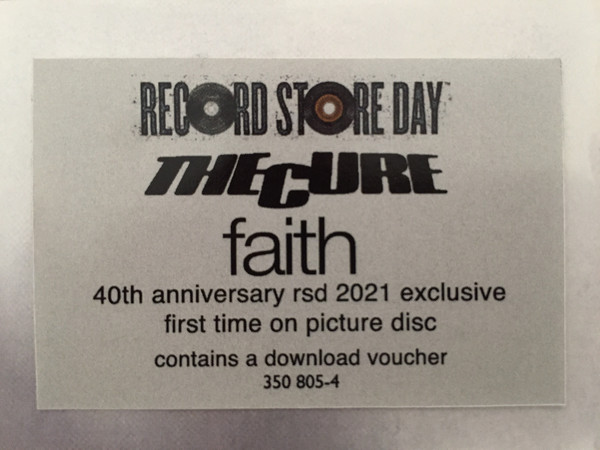 RECORD STORE DAY
THE CURE
faith
40th anniversary rsd 2021 exclusive
first time on picture disc
contains a download voucher
350 805-4